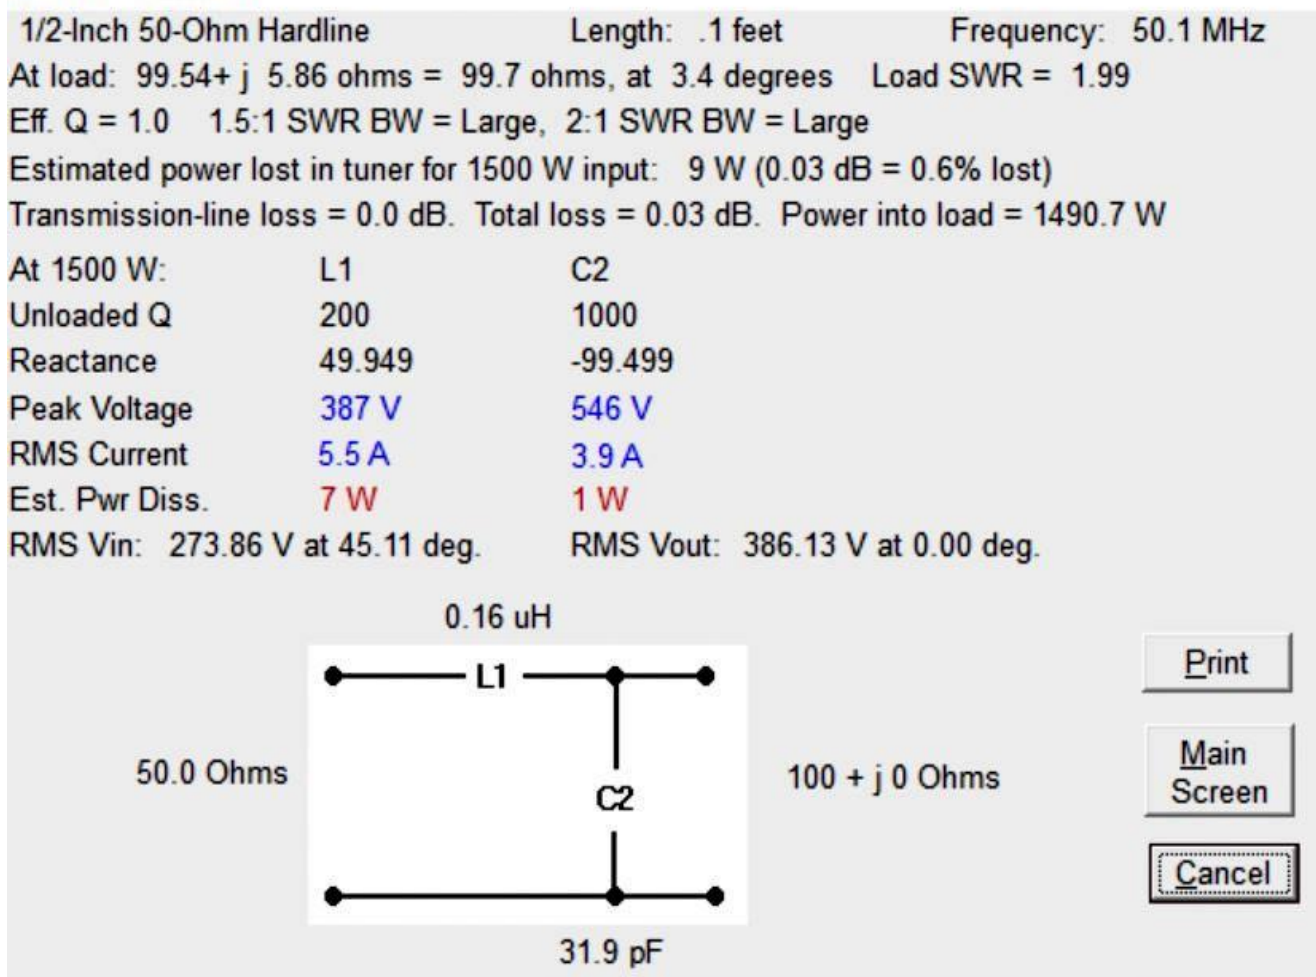 1/2-Inch 50-Ohm Hardline Length: .1 feet Frequency: 50.1 MHz
At load: 99.54+ j 5.86 ohms = 99.7 ohms, at 3.4 degrees Load SWR = 1.99
Eff. Q = 1.0 1.5:1 SWR BW = Large, 2:1 SWR BW = Large
Estimated power lost in tuner for 1500 W input: 9 W (0.03 dB = 0.6% lost)
Transmission-line loss = 0.0 dB. Total loss = 0.03 dB. Power into load = 1490.7 W
At 1500 W: L1 C2
Unloaded Q 200 1000
Reactance 49.949 -99.499
Peak Voltage 387 V 546 V
RMS Current 5.5 A 3.9 A
Est. Pwr Diss. 7 W 1 W
RMS Vin: 273.86 V at 45.11 deg. RMS Vout: 386.13 V at 0.00 deg.
0.16 uH
L1
Print
50.0 Ohms
C2
100 + j 0 Ohms
Main
Screen
Cancel
31.9 pF